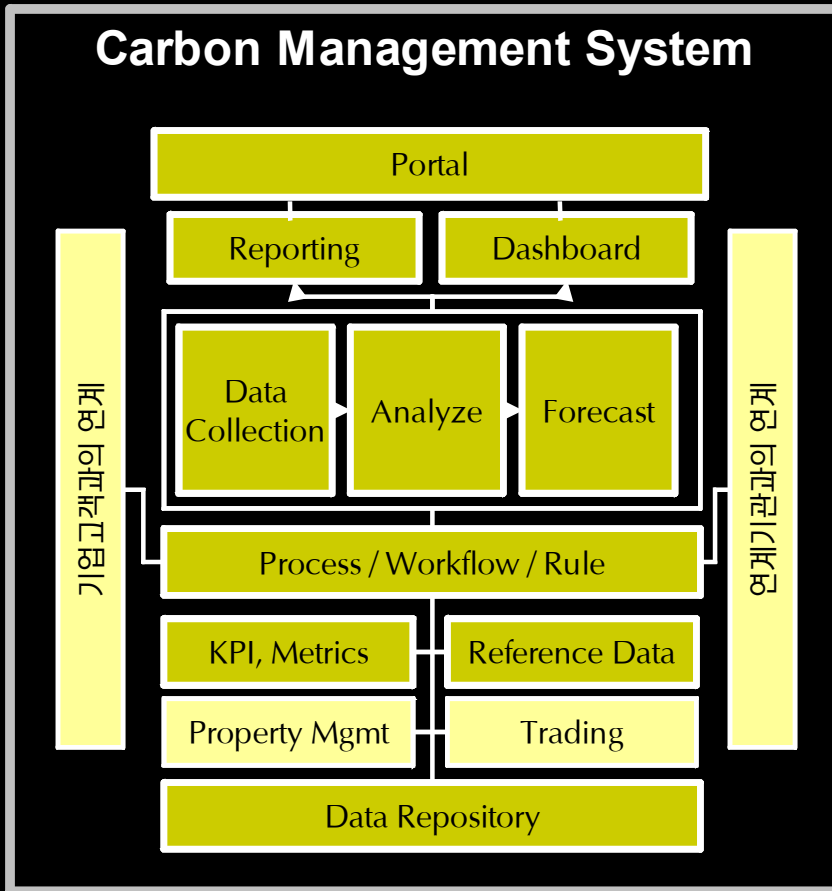 Carbon Management System
Portal
Reporting
Dashboard
기업고객과의 연계
Data
Collection
Analyze
Forecast
연계기관과의 연계
Process / Workflow / Rule
KPI, Metrics
Reference Data
Property Mgmt
Trading
Data Repository